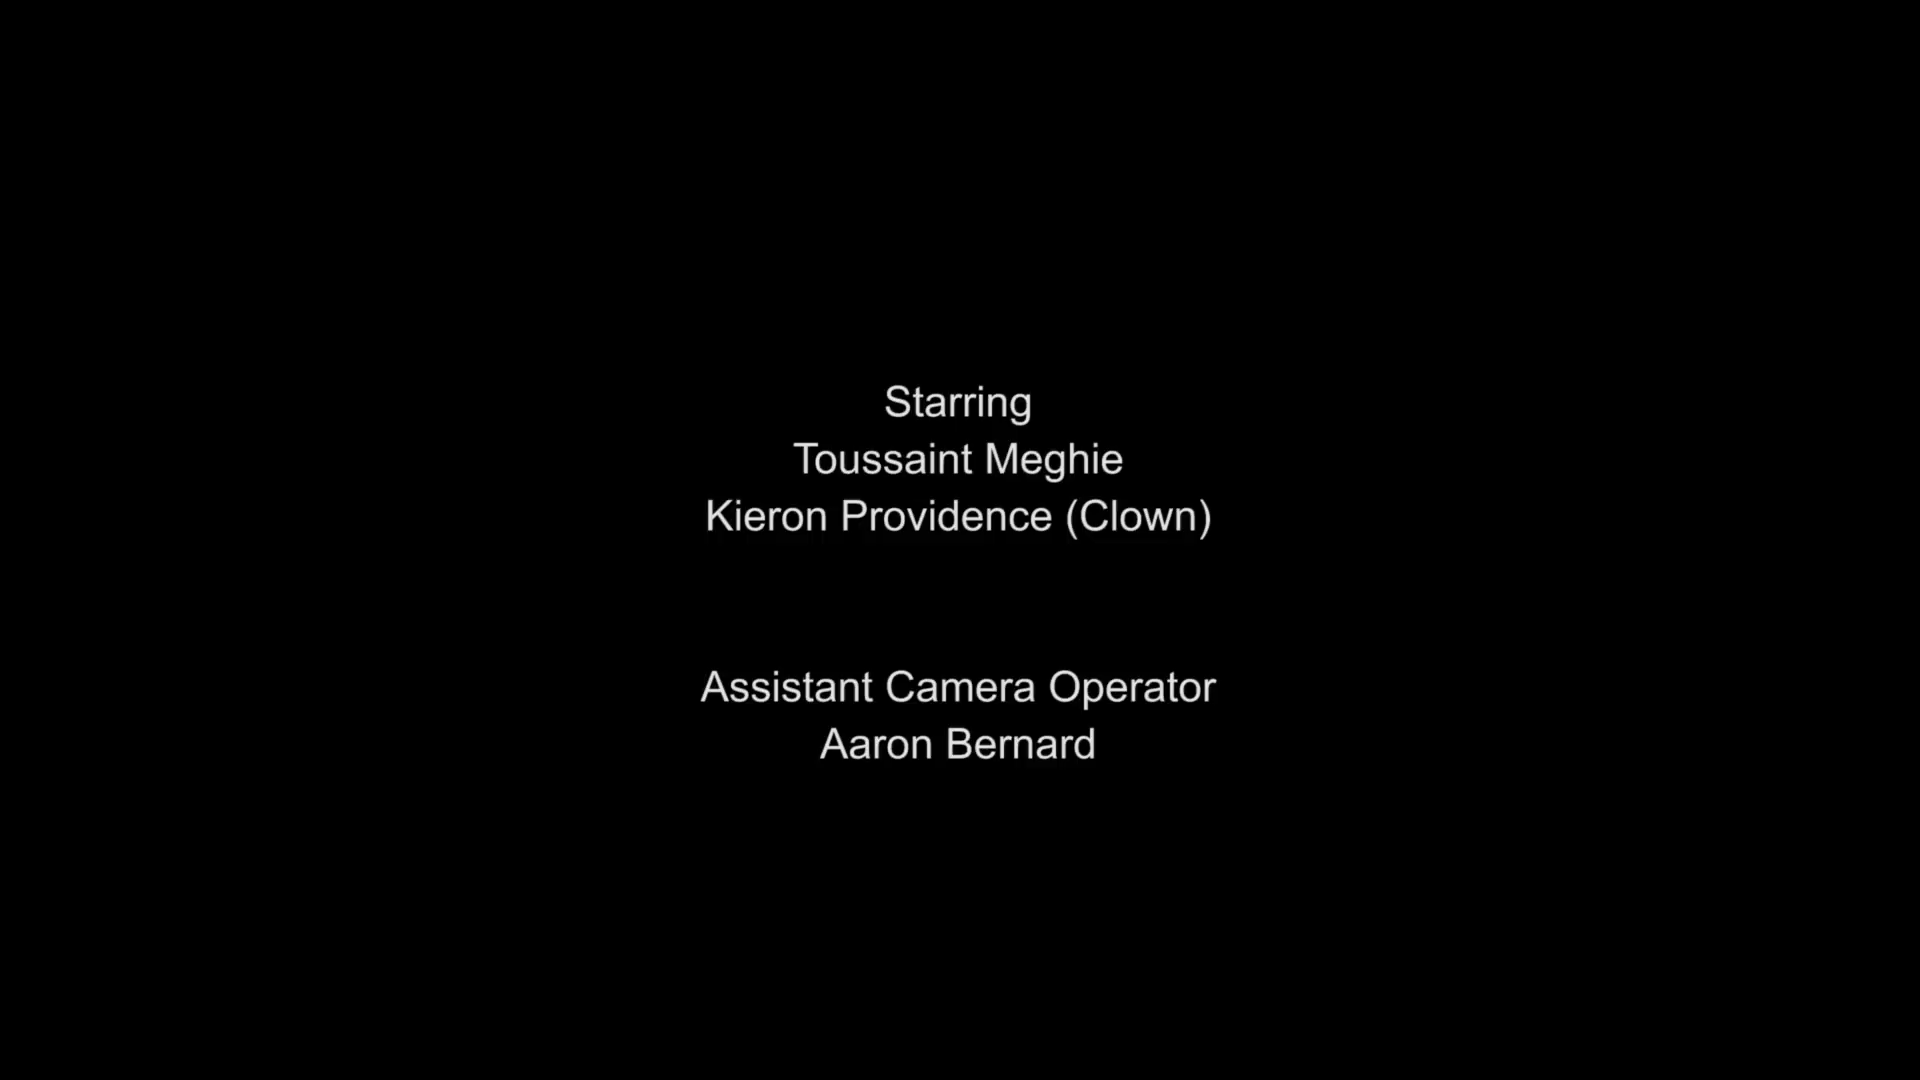 Starring
Toussaint Meghie
Kieron Providence (Clown)
Assistant Camera Operator
Aaron Bernard